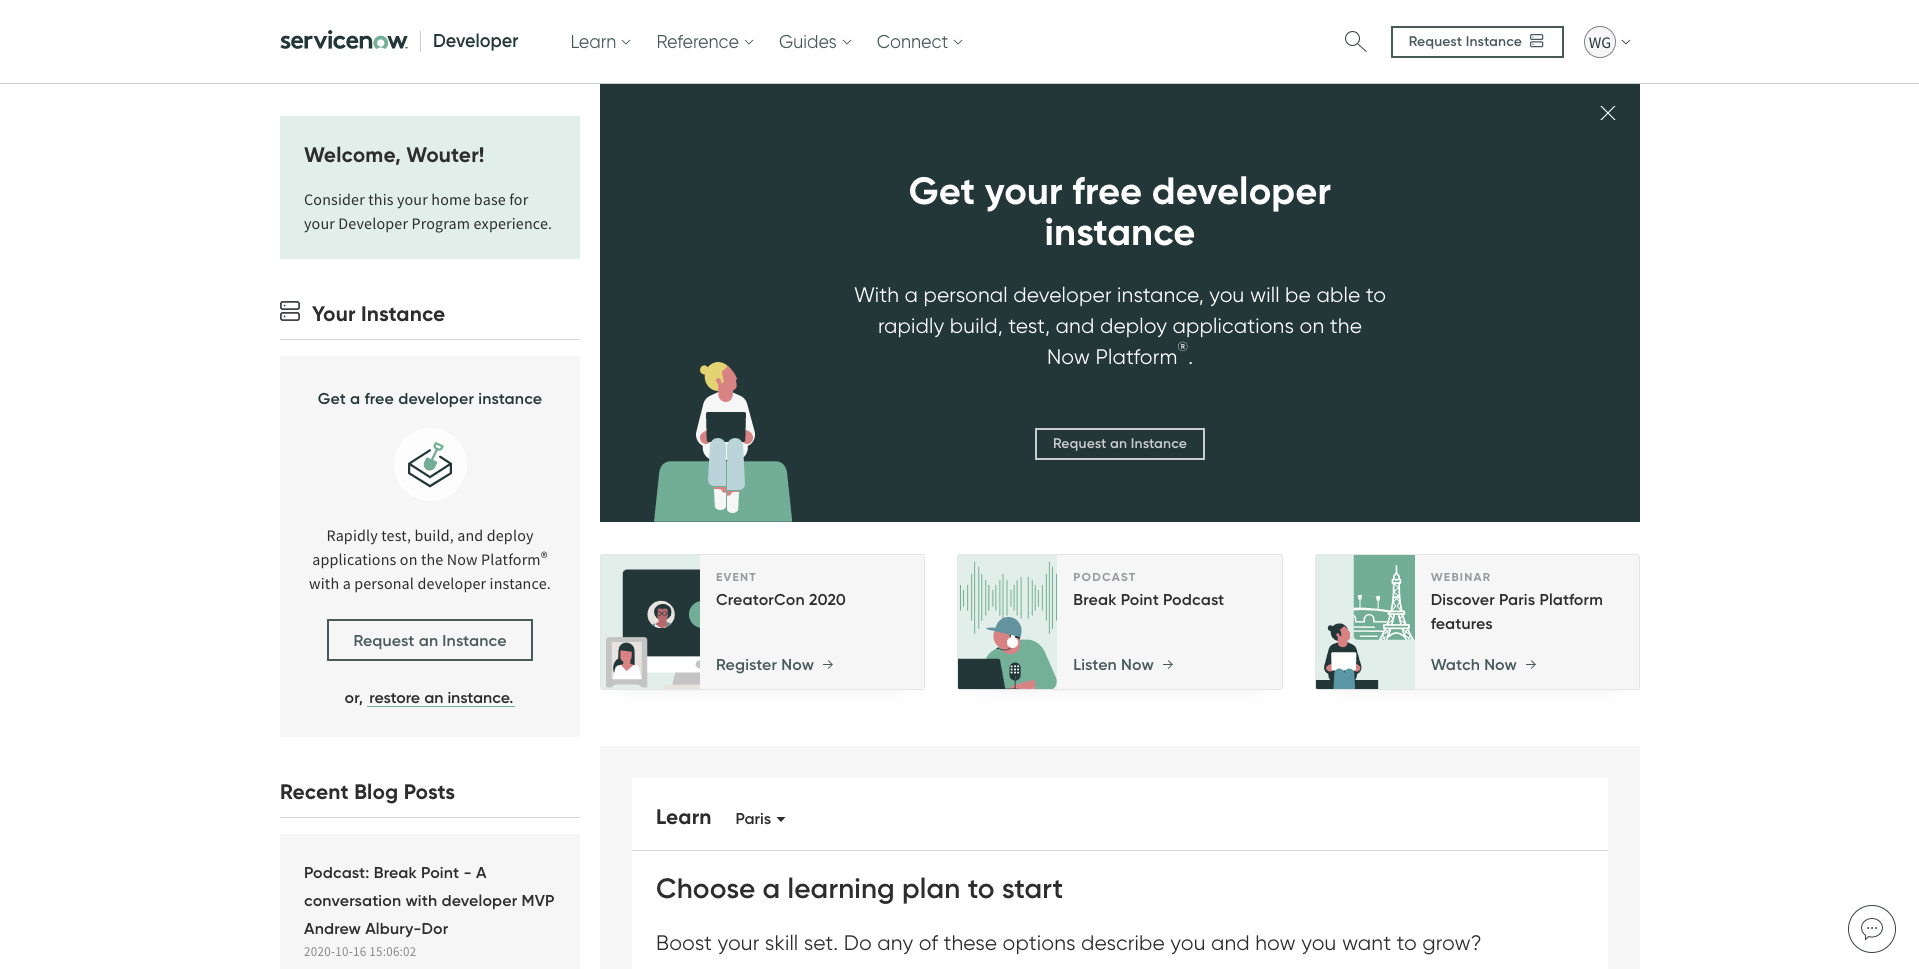 servicenow Developer
Learn
Reference
Guides
Connect
Request Instance
WG
Welcome, Wouter!
Consider this your home base for
your Developer Program experience.
Your Instance
Get a free developer instance
Rapidly test, build, and deploy
applications on the Now Platform®
with a personal developer instance.
Request an Instance
or, restore an instance.
Recent Blog Posts
Podcast: Break Point - A
conversation with developer MVP
Andrew Albury-Dor
2020-10-16 15:06:02
Get your free developer
instance
With a personal developer instance, you will be able to
rapidly build, test, and deploy applications on the
Now Platform®.
Request an Instance
EVENT
CreatorCon 2020
Register Now →
PODCAST
Break Point Podcast
Listen Now →
WEBINAR
Discover Paris Platform
features
Watch Now →
Learn Paris
Choose a learning plan to start
Boost your skill set. Do any of these options describe you and how you want to grow?